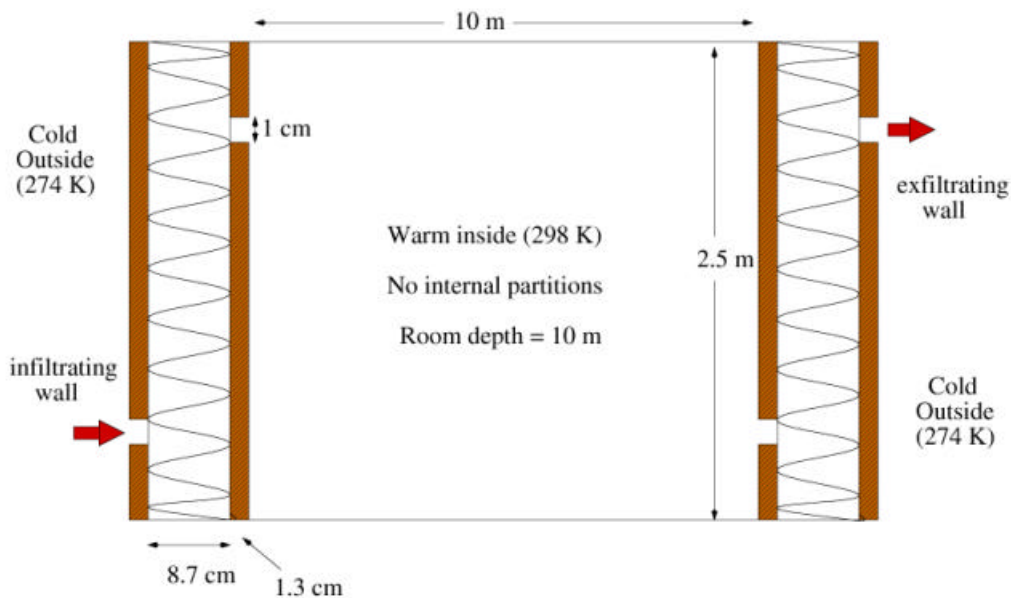 10 m
1 cm
Cold
Outside
(274 K)
exfiltrating
wall
Warm inside (298 K)
2.5 m
No internal partitions
Room depth = 10 m
infiltrating
wall
Cold
Outside
(274 K)
8.7 cm
1.3 cm